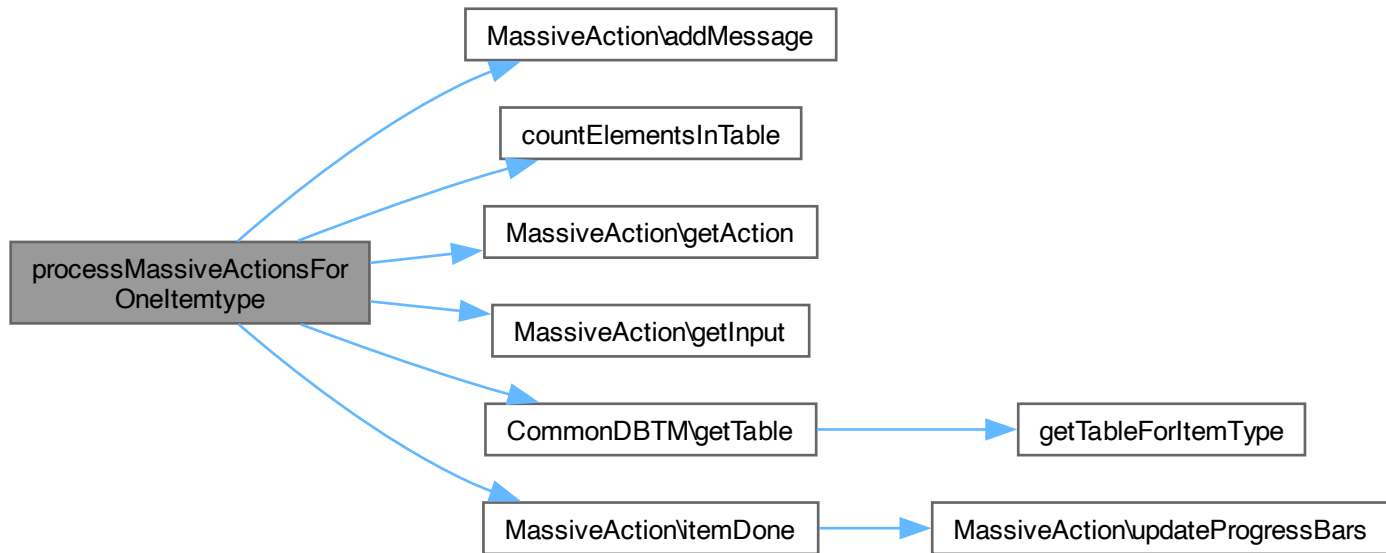 MassiveAction\addMessage
countElementsInTable
MassiveAction\getAction
processMassiveActionsFor
OneItemtype
MassiveAction\getInput
CommonDBTM\getTable
getTableForItemType
MassiveAction\itemDone
MassiveAction\updateProgressBars